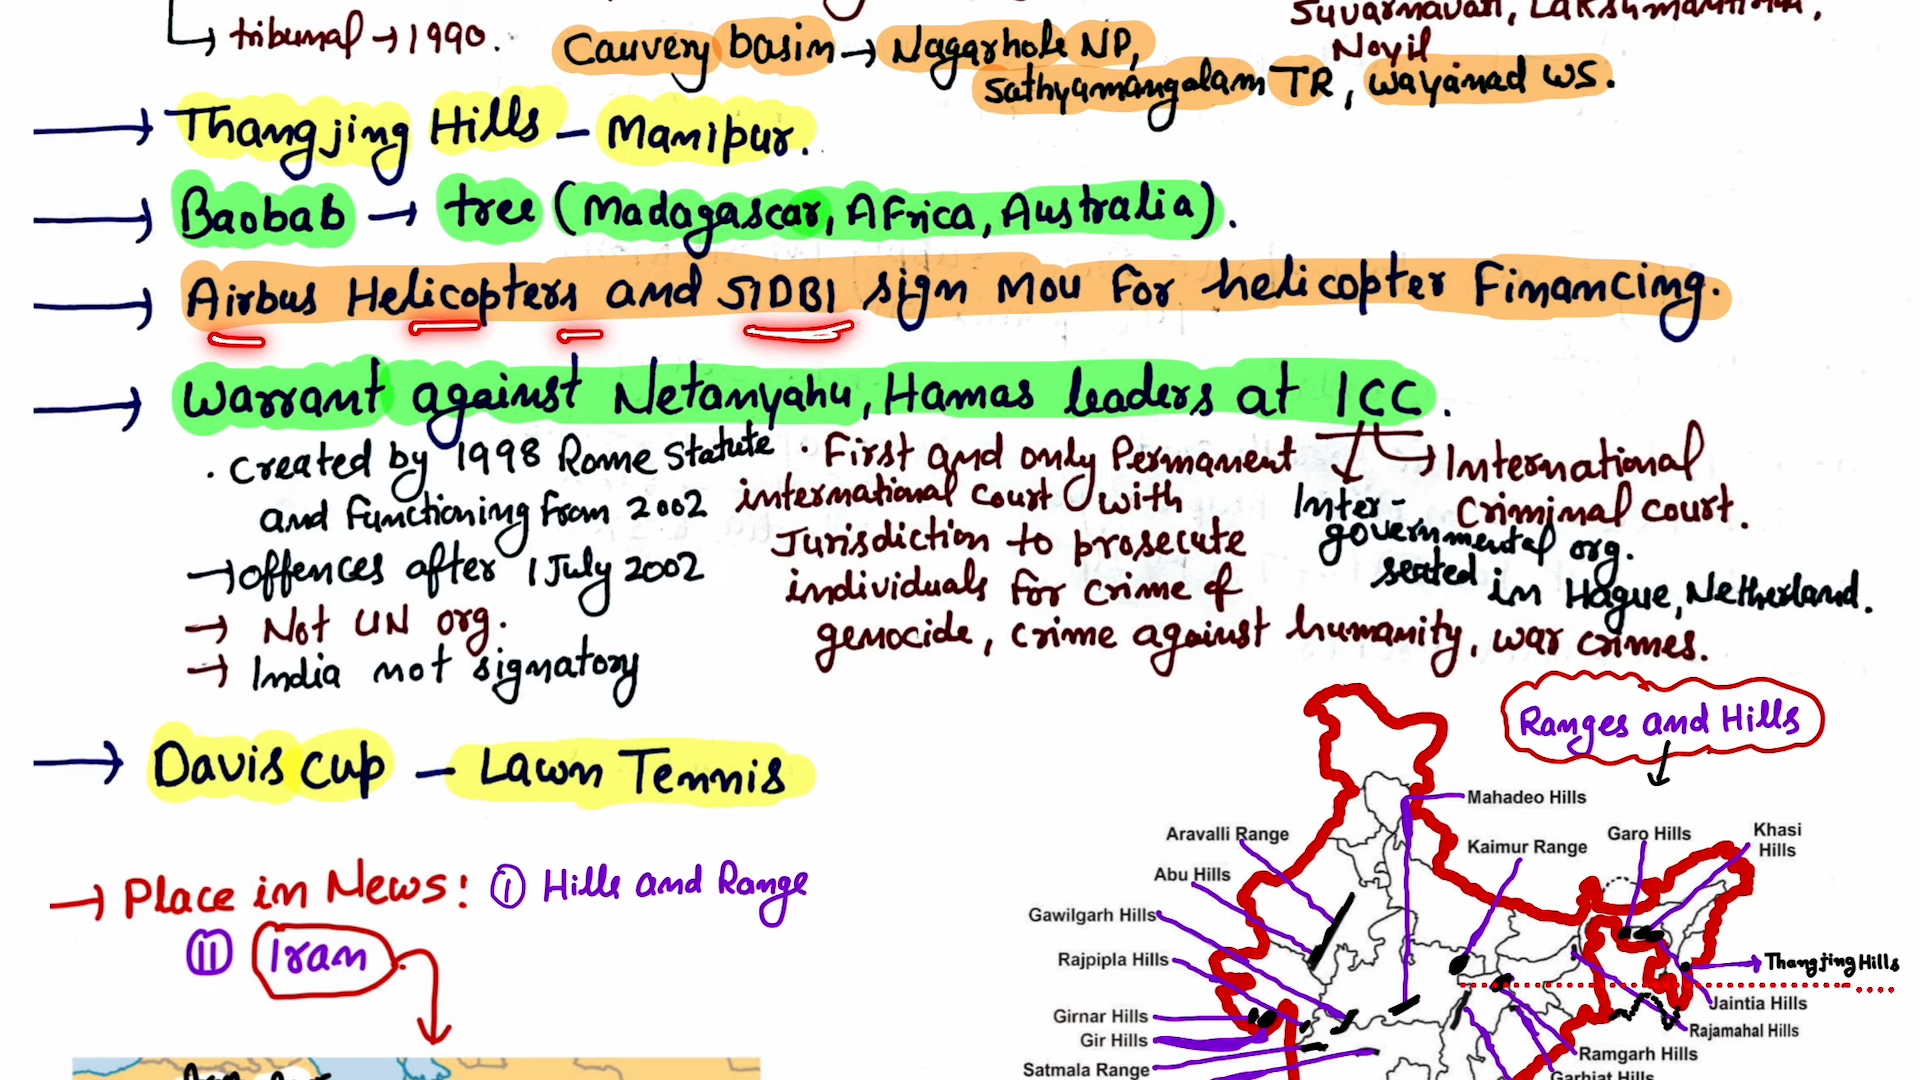 tribunal → 1990.
Cauvery basin → Nagarhole NP,
Sathyamangalam TR, Wayanad WS.
Noyil
→ Thangjing Hills – Manipur.
→ Baobab → tree (Madagascar, Africa, Australia).
→ Airbus Helicopters and SIDBI sign MOU for helicopter Financing.
→ Warrant against Netanyahu, Hamas leaders at ICC.
. created by 1998 Rome Statute
and functioning from 2002
→ offences after 1 July 2002
→ Not UN org.
→ India not signatory
. First and only Permanent
international court with
Jurisdiction to prosecute
individuals for crime of
genocide, crime against humanity, war crimes.
→ International
Criminal court.
Inter-
governmental org.
seated in Hague, Netherland.
→ Davis Cup – Lawn Tennis
→ Place in News: (I) Hills and Range
(II) Iran
Ranges and Hills
Mahadeo Hills
Aravalli Range
Kaimur Range
Garo Hills
Khasi
Hills
Abu Hills
Gawilgarh Hills
Rajpipla Hills
Thangjing Hills
Jaintia Hills
Girnar Hills
Rajamahal Hills
Gir Hills
Ramgarh Hills
Satmala Range
Garhjat Hills